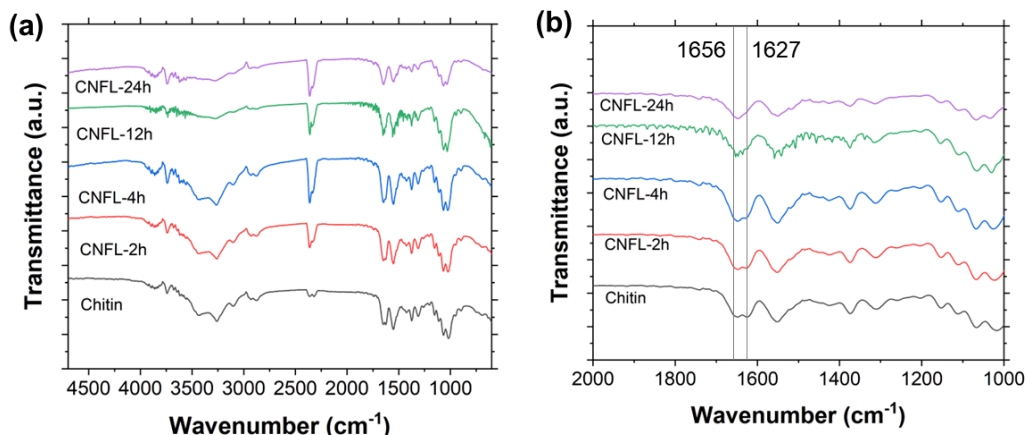 (a)
Transmittance (a.u.)
CNFL-24h
CNFL-12h
CNFL-4h
CNFL-2h
Chitin
4500 4000 3500 3000 2500 2000 1500 1000
Wavenumber (cm⁻¹)
(b)
1656 1627
Transmittance (a.u.)
CNFL-24h
CNFL-12h
CNFL-4h
CNFL-2h
Chitin
2000 1800 1600 1400 1200 1000
Wavenumber (cm⁻¹)